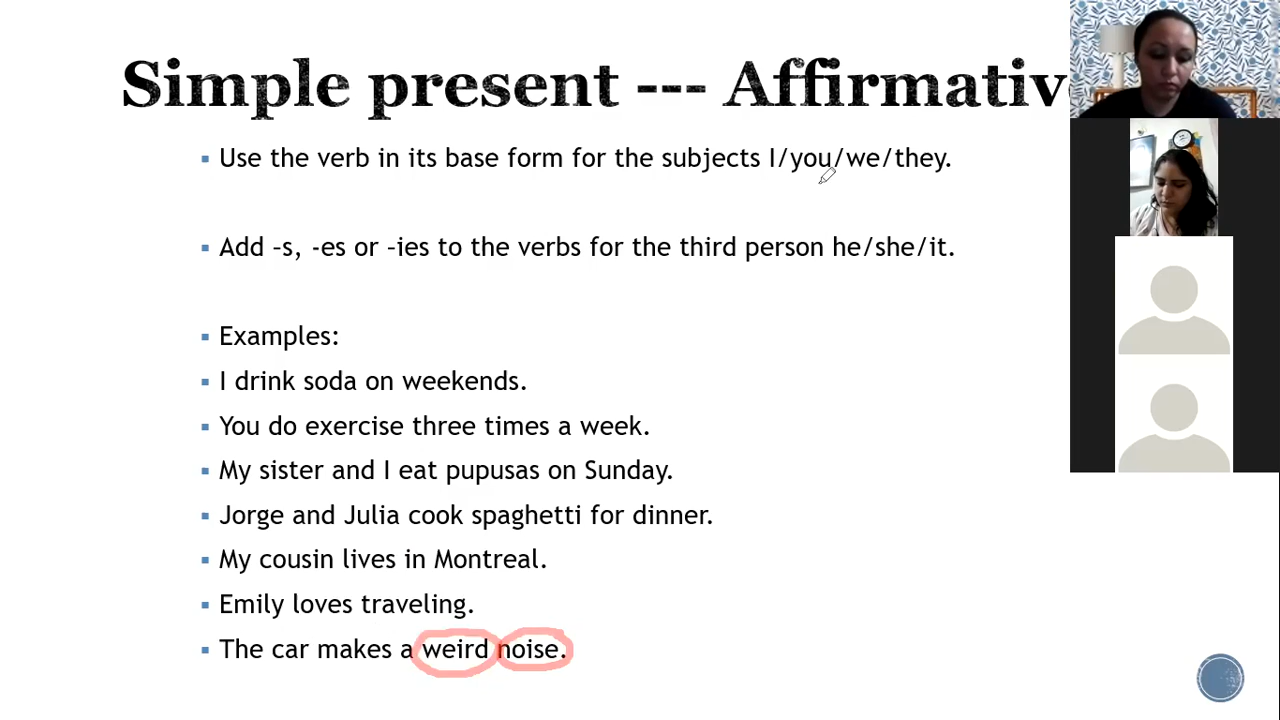 Simple present --- Affirmativ
Use the verb in its base form for the subjects I/you/we/they.
Add –s, -es or –ies to the verbs for the third person he/she/it.
Examples:
I drink soda on weekends.
You do exercise three times a week.
My sister and I eat pupusas on Sunday.
Jorge and Julia cook spaghetti for dinner.
My cousin lives in Montreal.
Emily loves traveling.
The car makes a weird noise.